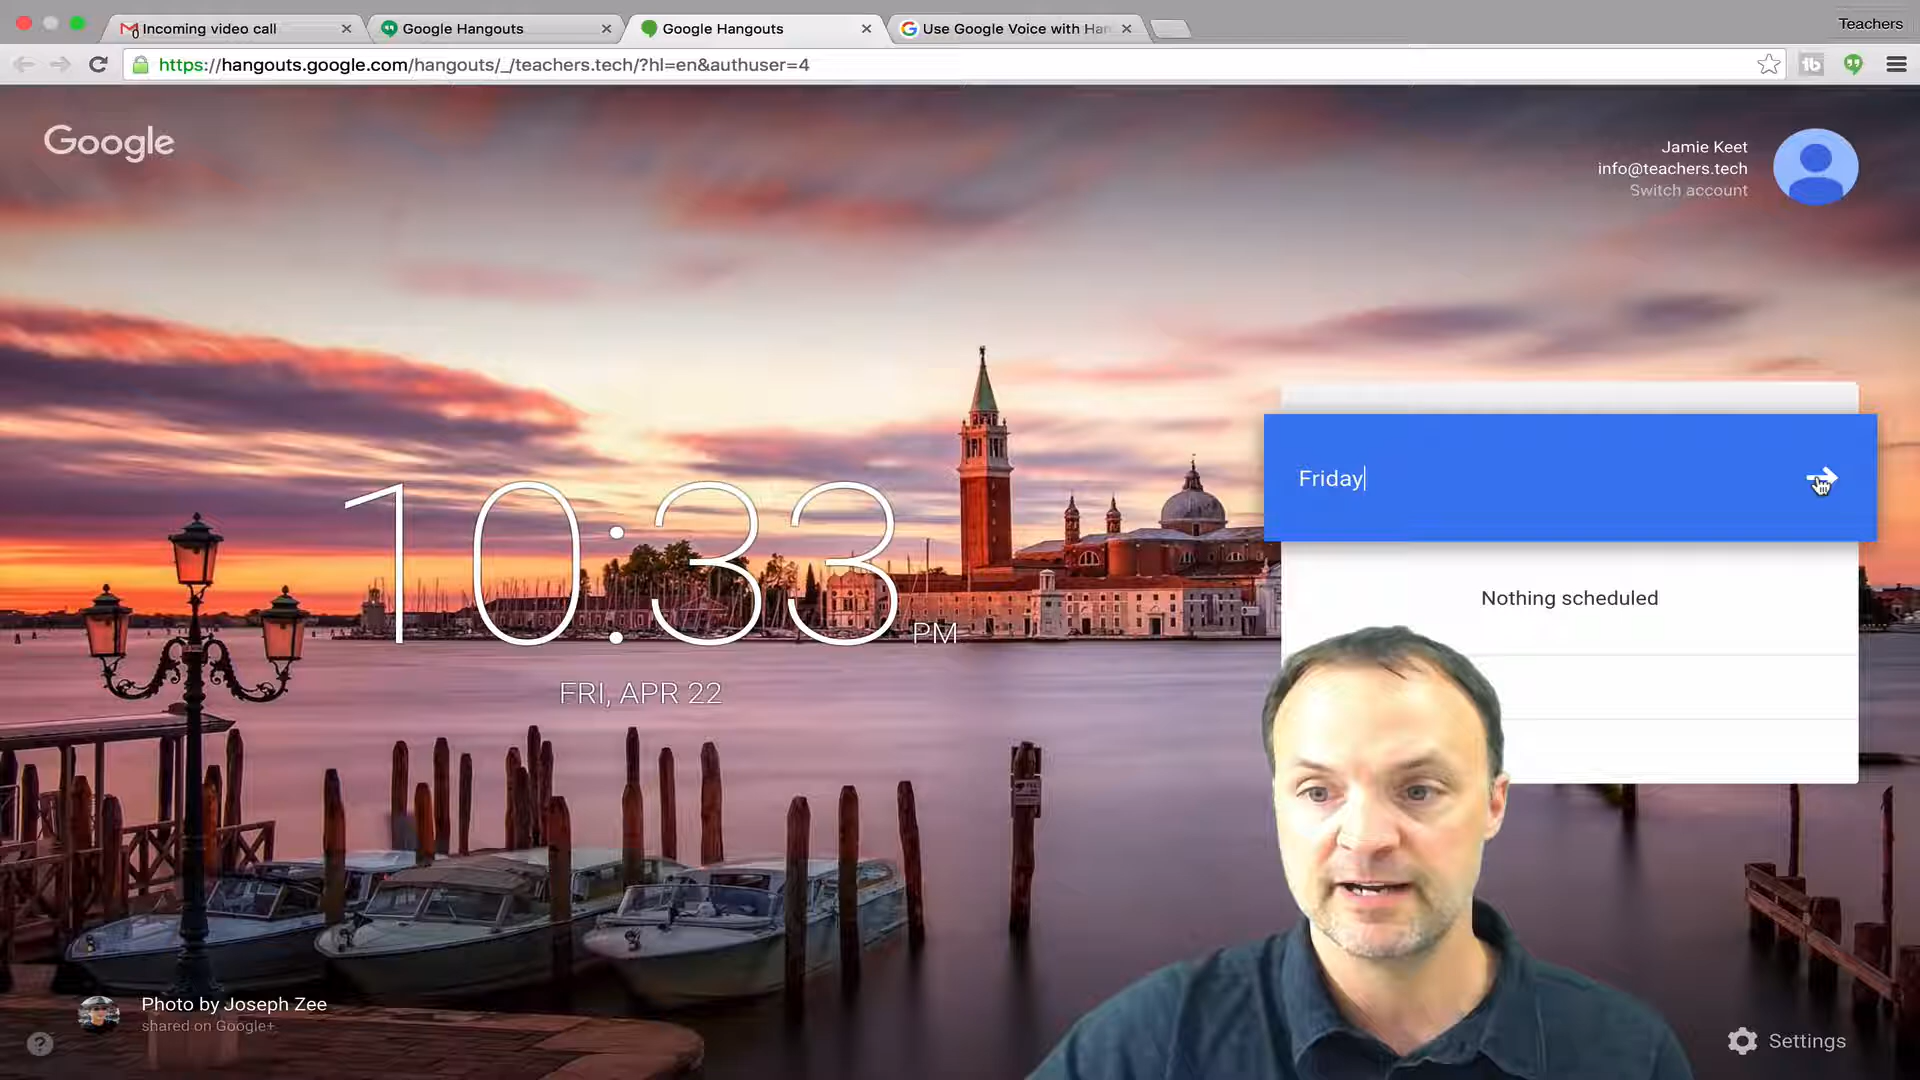 Incoming video call
Google Hangouts
Google Hangouts
Use Google Voice with Han
Teachers
https://hangouts.google.com/hangouts/_/teachers.tech/?hl=en&authuser=4
Google
Jamie Keet
info@teachers.tech
Switch account
Friday
Nothing scheduled
10:33 PM
FRI, APR 22
Photo by Joseph Zee
shared on Google+
Settings